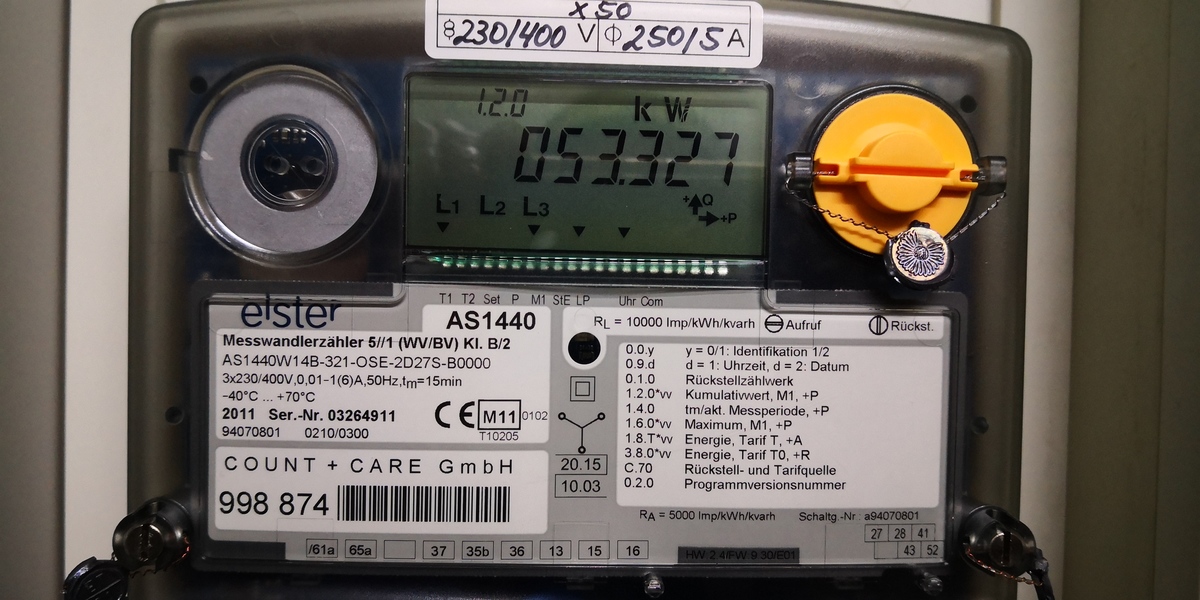 x 50
230/400 V 250/5 A
1.2.0 kW
053.327
L1 L2 L3 +Q +P
elster
T1 T2 Set P M1 StE LP Uhr Com
AS1440
Messwandlerzähler 5//1 (WV/BV) Kl. B/2
AS1440W14B-321-OSE-2D27S-B0000
3x230/400V,0,01-1(6)A,50Hz,tm=15min
-40°C ... +70°C
2011 Ser.-Nr. 03264911
CE M11 0102
94070801 0210/0300
T10205
COUNT + CARE GmbH
998 874
20.15
10.03
RL = 10000 Imp/kWh/kvarh Aufruf Rückst.
0.0.y y = 0/1: Identifikation 1/2
0.9.d d = 1: Uhrzeit, d = 2: Datum
0.1.0 Rückstellzählwerk
1.2.0*vv Kumulativwert, M1, +P
1.4.0 tm/akt. Messperiode, +P
1.6.0*vv Maximum, M1, +P
1.8.T*vv Energie, Tarif T, +A
3.8.0*vv Energie, Tarif T0, +R
C.70 Rückstell- und Tarifquelle
0.2.0 Programmversionsnummer
RA = 5000 Imp/kWh/kvarh Schaltg.-Nr : a94070801
27 28 41
43 52
/61a 65a 37 35b 36 13 15 16
HW 2.4/FW 9.30/E01